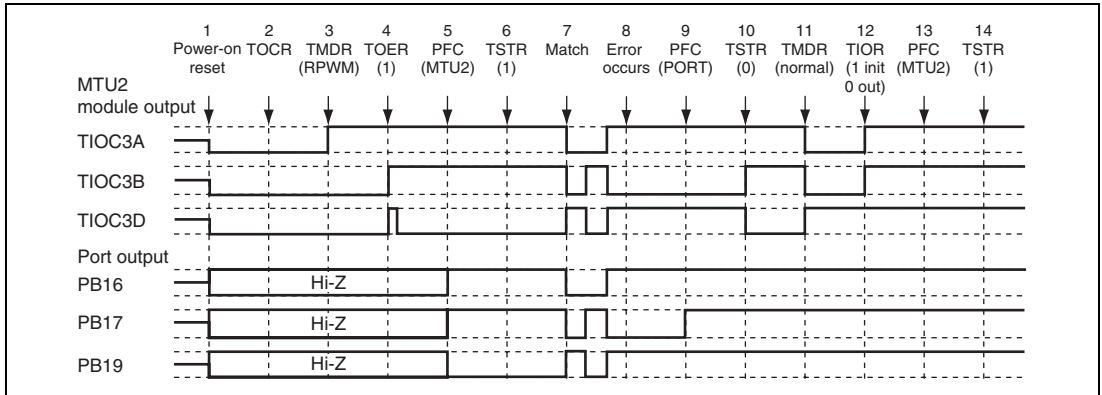 1 2 3 4 5 6 7 8 9 10 11 12 13 14
Power-on TOCR TMDR TOER PFC TSTR Match Error PFC TSTR TMDR TIOR PFC TSTR
reset (RPWM) (1) (MTU2) (1) occurs (PORT) (0) (normal) (1 init (MTU2) (1)
0 out)
MTU2
module output
TIOC3A
TIOC3B
TIOC3D
Port output
PB16 Hi-Z
PB17 Hi-Z
PB19 Hi-Z